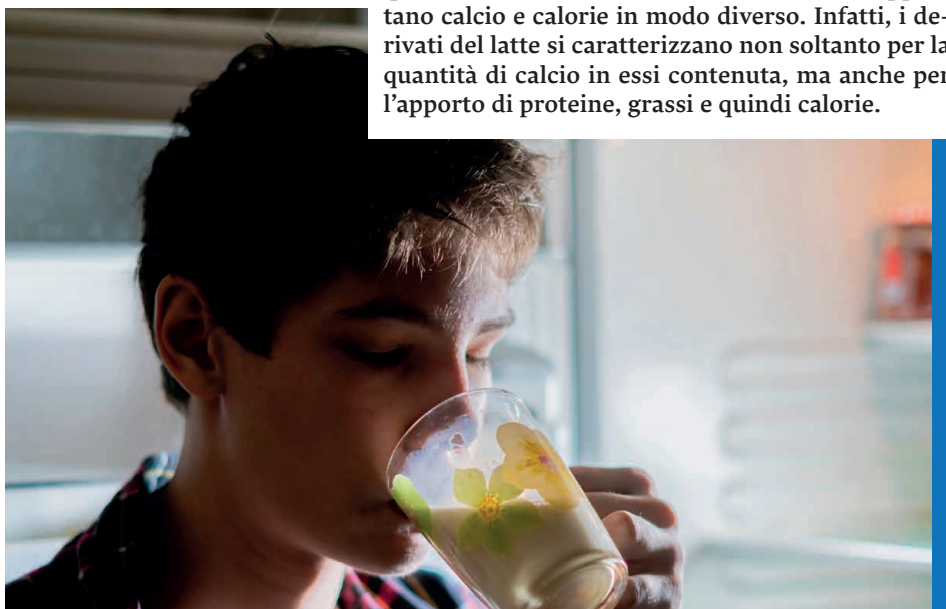 tano calcio e calorie in modo diverso. Infatti, i de-
rivati del latte si caratterizzano non soltanto per la
quantità di calcio in essi contenuta, ma anche per
l’apporto di proteine, grassi e quindi calorie.